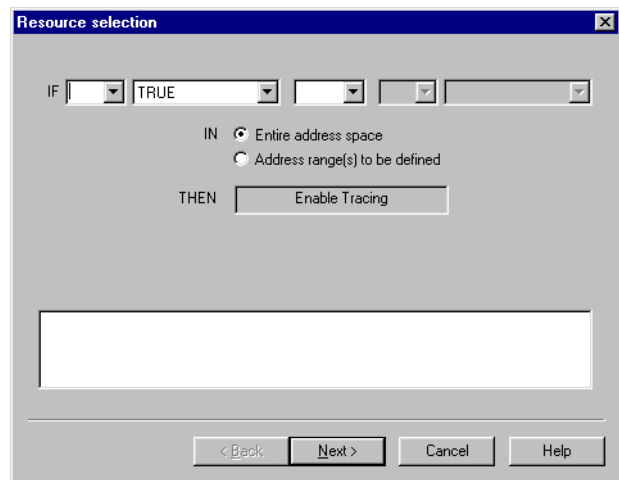 Resource selection
IF TRUE
IN Entire address space
Address range(s) to be defined
THEN Enable Tracing
< Back Next > Cancel Help